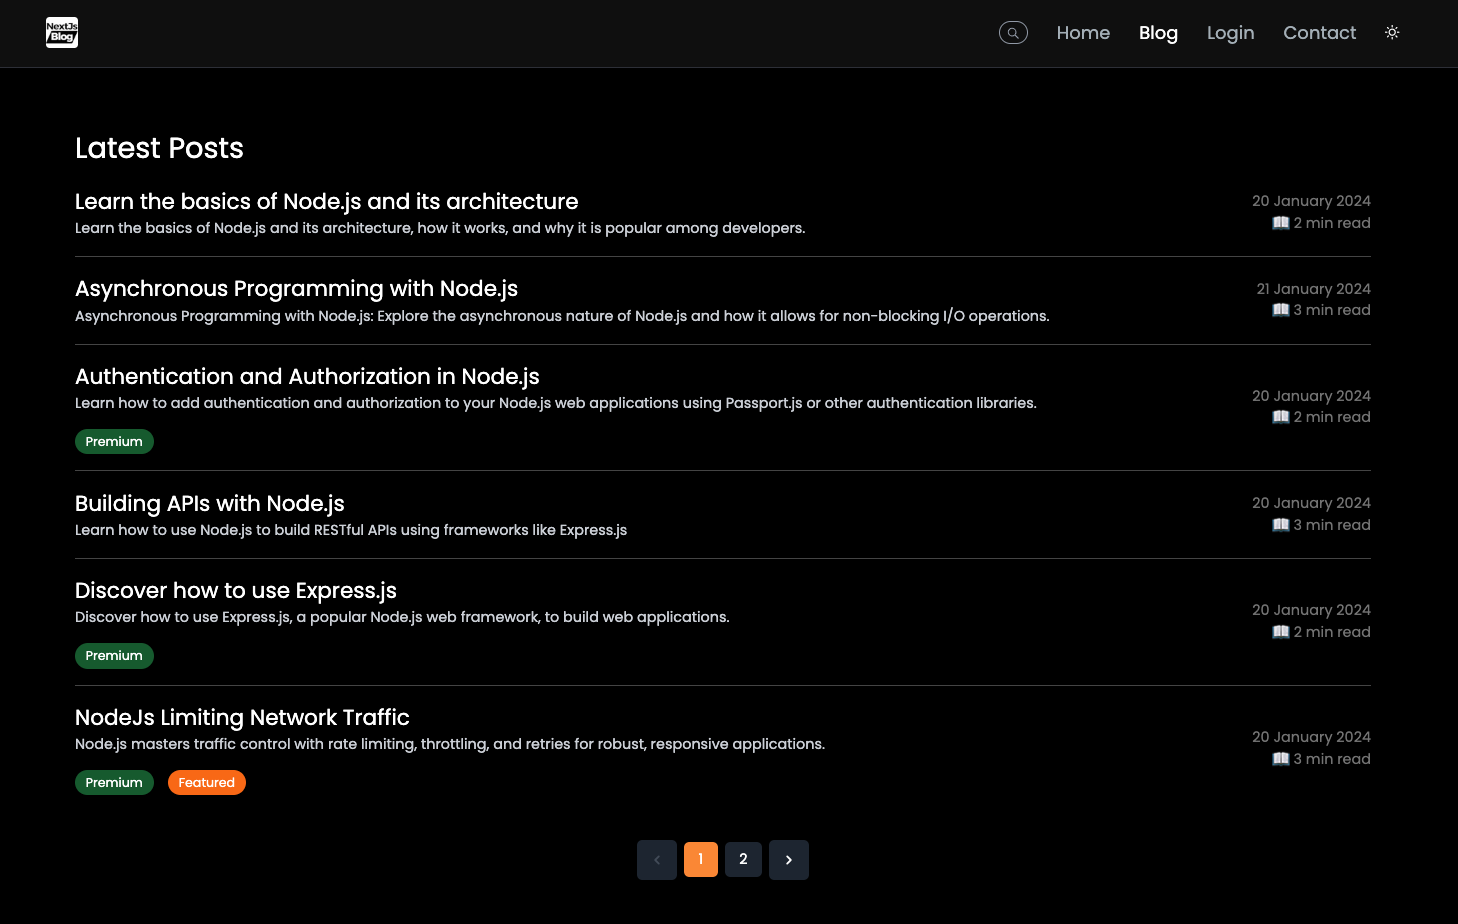 NextJs
Blog
Home
Blog
Login
Contact
Latest Posts
Learn the basics of Node.js and its architecture
Learn the basics of Node.js and its architecture, how it works, and why it is popular among developers.
20 January 2024
2 min read
Asynchronous Programming with Node.js
Asynchronous Programming with Node.js: Explore the asynchronous nature of Node.js and how it allows for non-blocking I/O operations.
21 January 2024
3 min read
Authentication and Authorization in Node.js
Learn how to add authentication and authorization to your Node.js web applications using Passport.js or other authentication libraries.
Premium
20 January 2024
2 min read
Building APIs with Node.js
Learn how to use Node.js to build RESTful APIs using frameworks like Express.js
20 January 2024
3 min read
Discover how to use Express.js
Discover how to use Express.js, a popular Node.js web framework, to build web applications.
Premium
20 January 2024
2 min read
NodeJs Limiting Network Traffic
Node.js masters traffic control with rate limiting, throttling, and retries for robust, responsive applications.
Premium
Featured
20 January 2024
3 min read
1
2